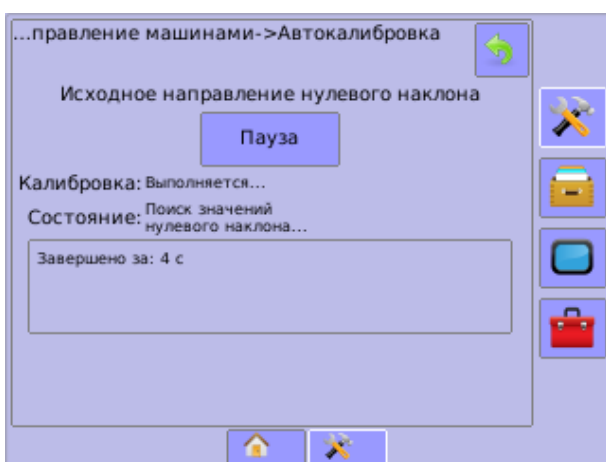 ...правление машинами->Автокалибровка
Исходное направление нулевого наклона
Пауза
Калибровка: Выполняется...
Состояние: Поиск значений
нулевого наклона...
Завершено за: 4 с